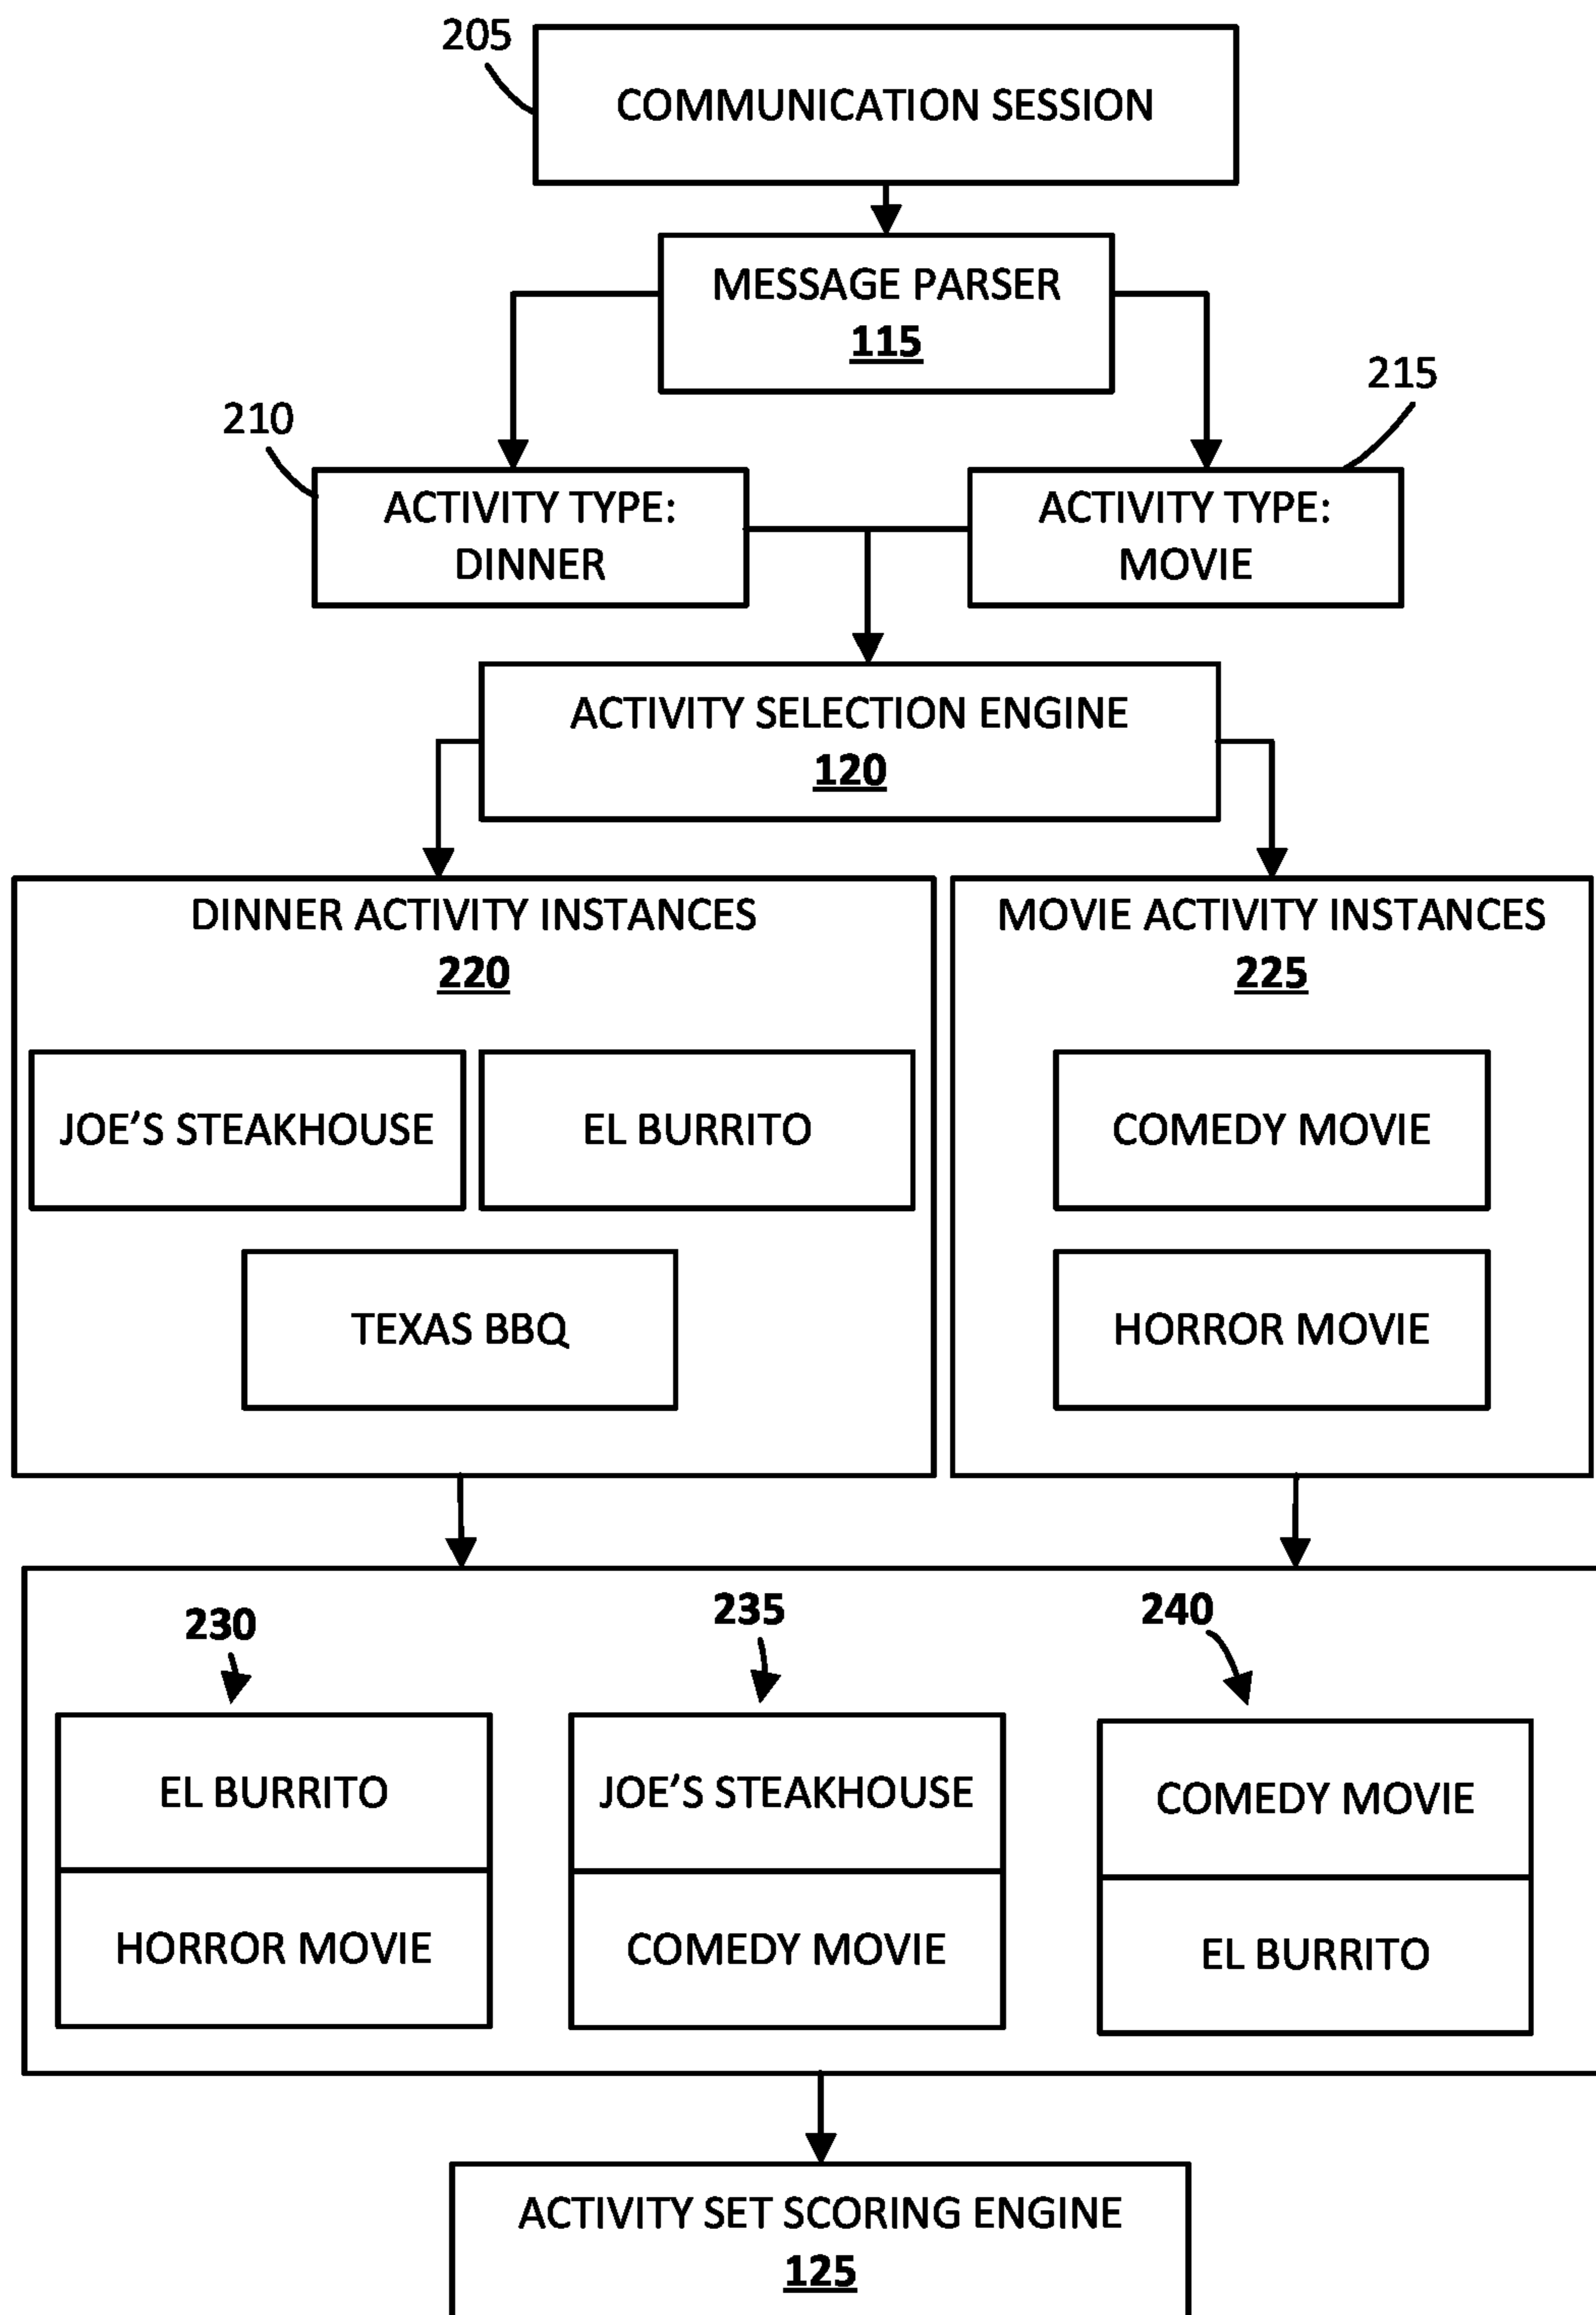 205
COMMUNICATION SESSION
MESSAGE PARSER
115
210
215
ACTIVITY TYPE:
DINNER
ACTIVITY TYPE:
MOVIE
ACTIVITY SELECTION ENGINE
120
DINNER ACTIVITY INSTANCES
220
JOE’S STEAKHOUSE
EL BURRITO
TEXAS BBQ
MOVIE ACTIVITY INSTANCES
225
COMEDY MOVIE
HORROR MOVIE
230
EL BURRITO
HORROR MOVIE
235
JOE’S STEAKHOUSE
COMEDY MOVIE
240
COMEDY MOVIE
EL BURRITO
ACTIVITY SET SCORING ENGINE
125